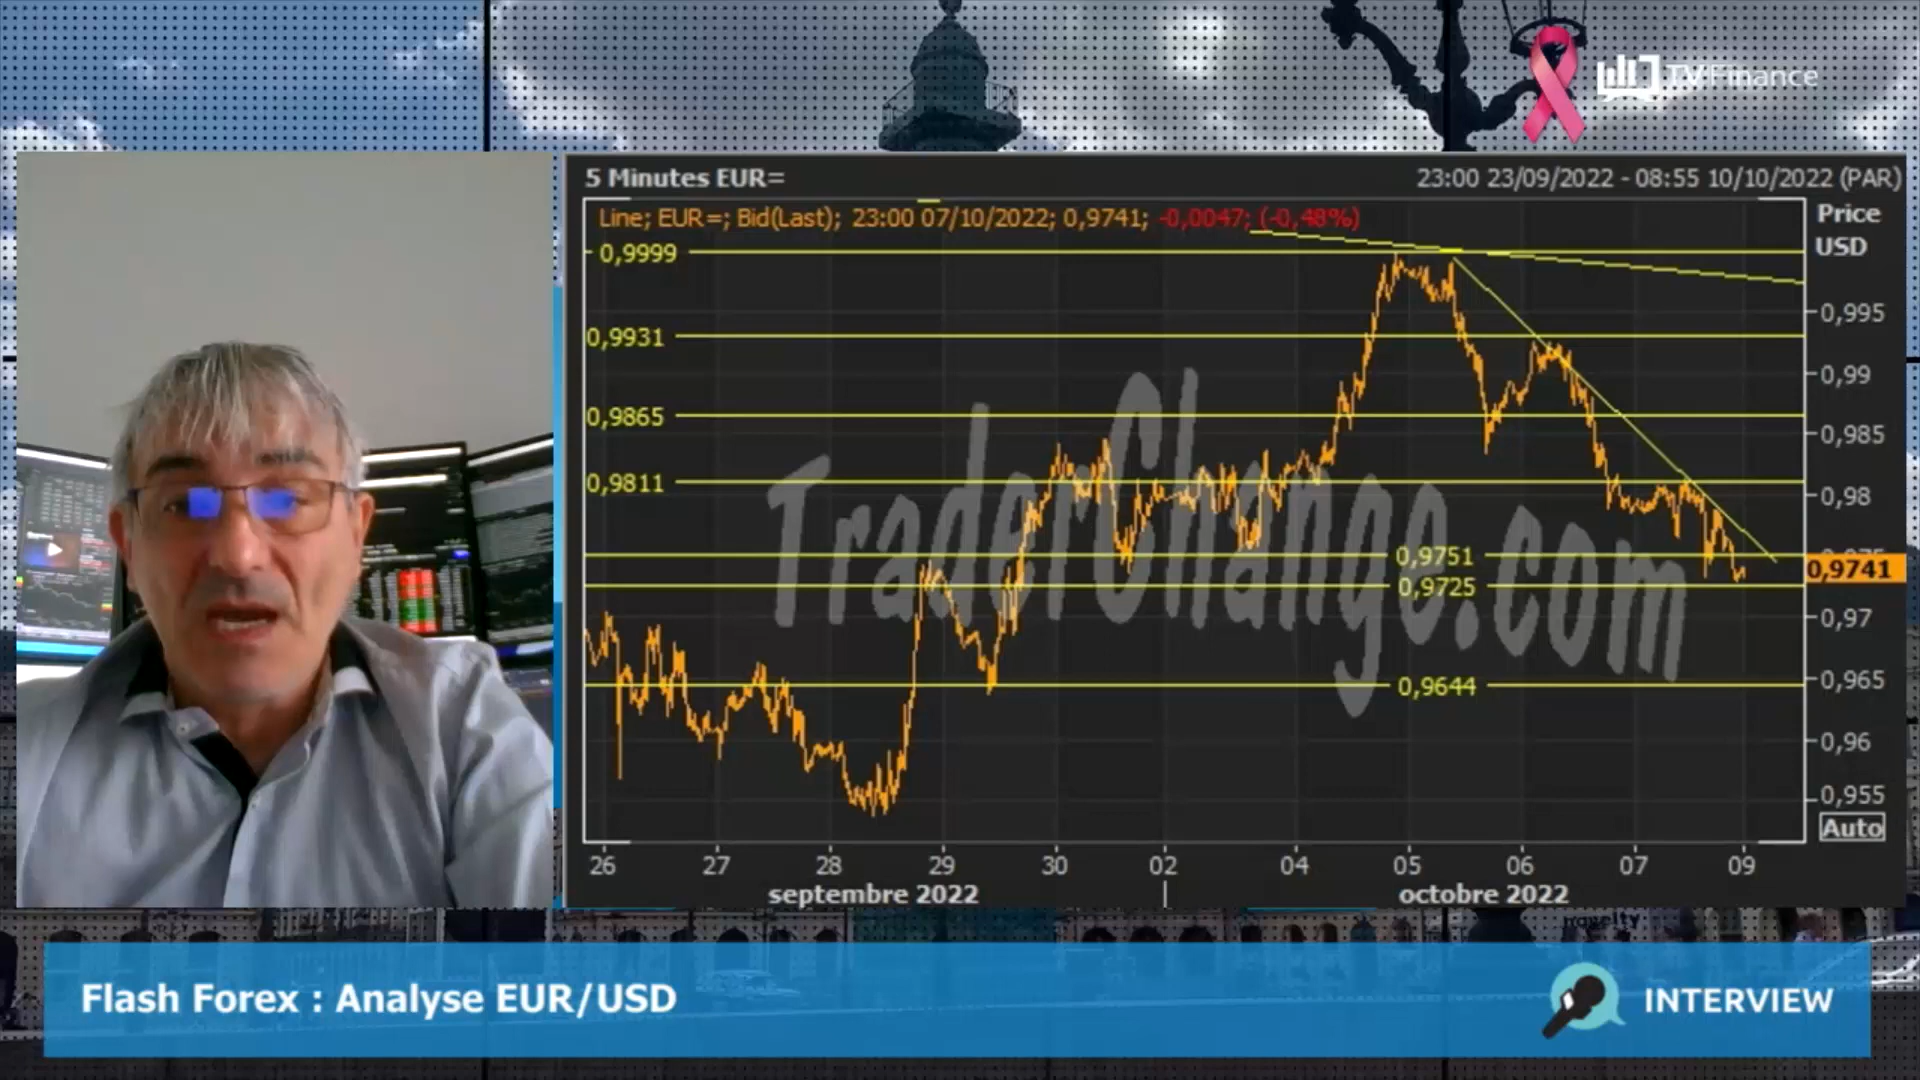 TVFinance
5 Minutes EUR=
23:00 23/09/2022 - 08:55 10/10/2022 (PAR)
Line; EUR=; Bid(Last); 23:00 07/10/2022; 0,9741; -0,0047; (-0,48%)
Price
USD
0,9999
0,9931
0,9865
0,9811
0,9751
0,9725
0,9644
0,995
0,99
0,985
0,98
0,9741
0,97
0,965
0,96
0,955
Auto
TraderChange.com
26 27 28 29 30 02 04 05 06 07 09
septembre 2022 octobre 2022
novelty
Flash Forex : Analyse EUR/USD
INTERVIEW